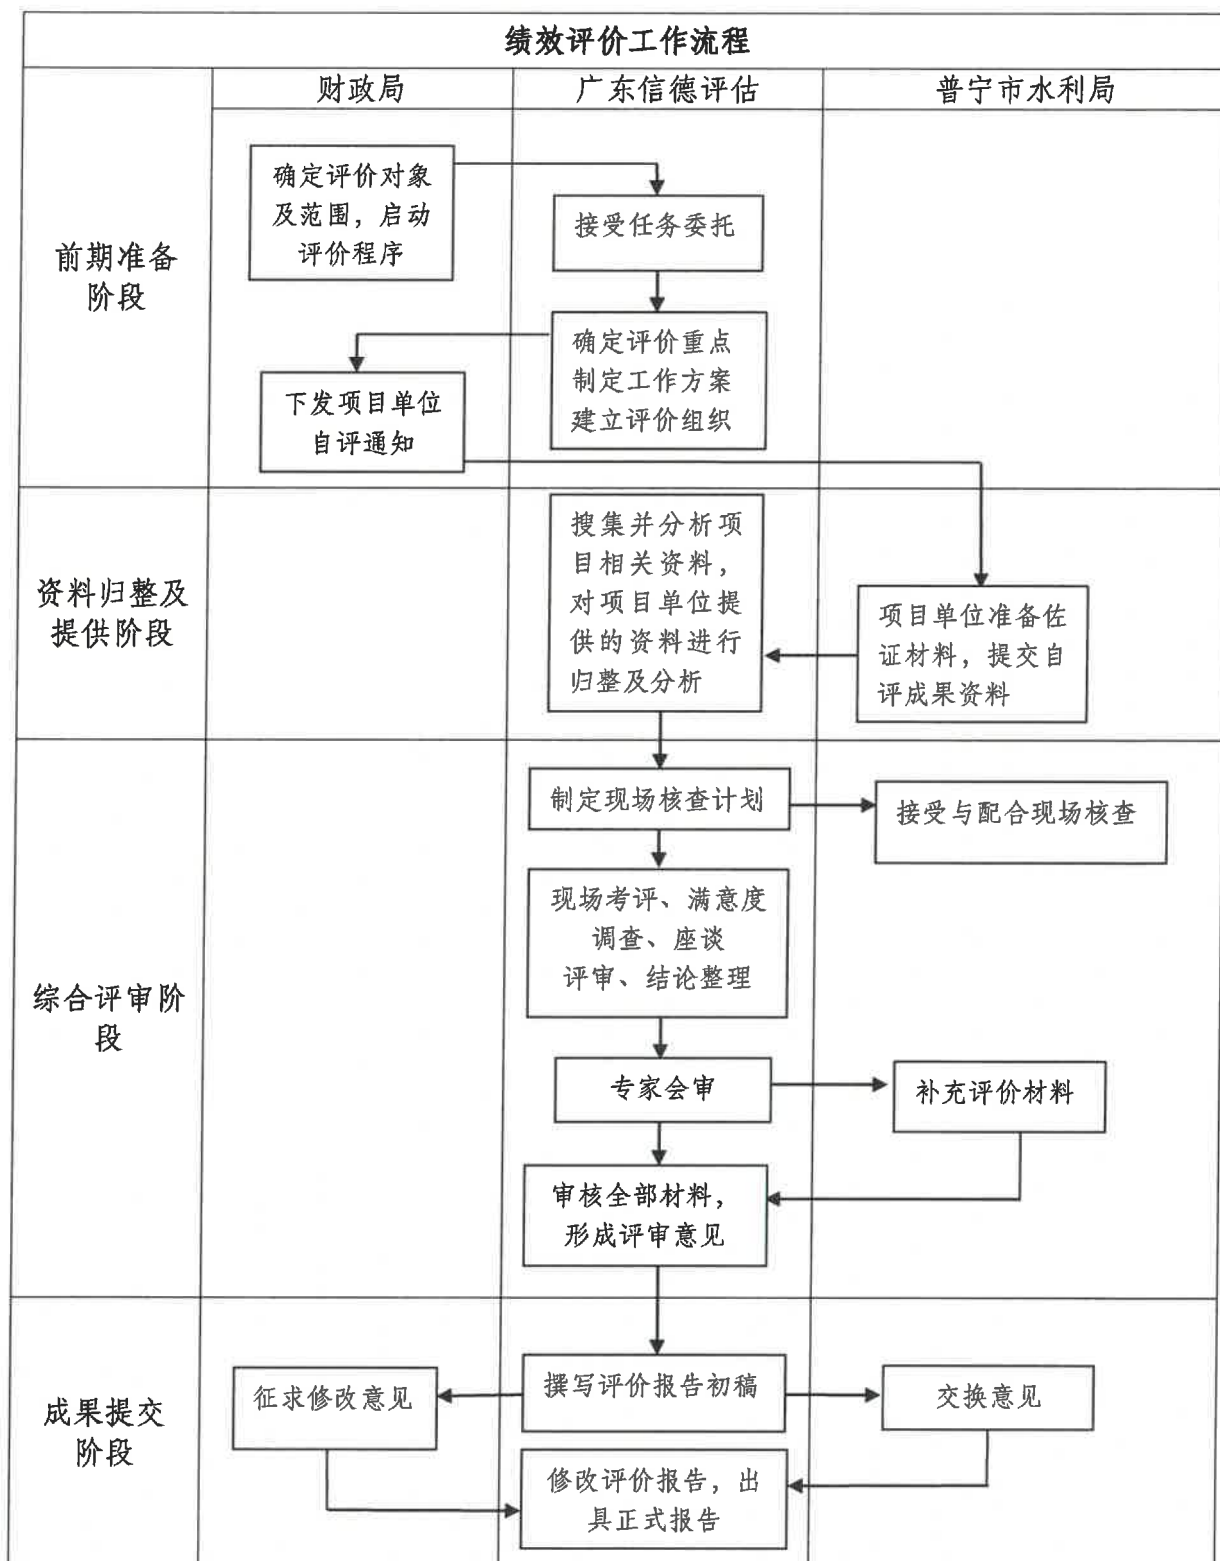 绩效评价工作流程
财政局
广东信德评估
普宁市水利局
前期准备
阶段
确定评价对象
及范围，启动
评价程序
接受任务委托
确定评价重点
制定工作方案
建立评价组织
下发项目单位
自评通知
资料归整及
提供阶段
搜集并分析项
目相关资料，
对项目单位提
供的资料进行
归整及分析
项目单位准备佐
证材料，提交自
评成果资料
综合评审阶
段
制定现场核查计划
接受与配合现场核查
现场考评、满意度
调查、座谈
评审、结论整理
专家会审
补充评价材料
审核全部材料，
形成评审意见
成果提交
阶段
征求修改意见
撰写评价报告初稿
交换意见
修改评价报告，出
具正式报告